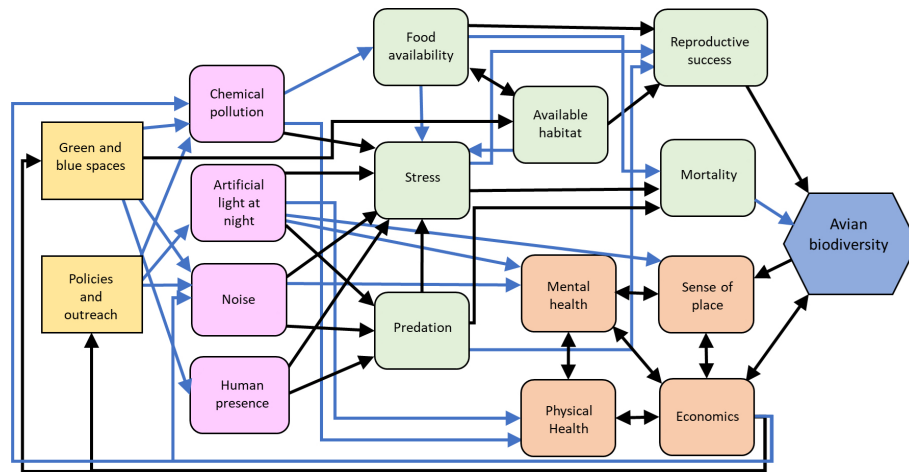 Food
availability
Reproductive
success
Chemical
pollution
Available
habitat
Green and
blue spaces
Stress
Mortality
Artificial
light at
night
Avian
biodiversity
Policies
and
outreach
Noise
Mental
health
Sense of
place
Predation
Human
presence
Physical
Health
Economics